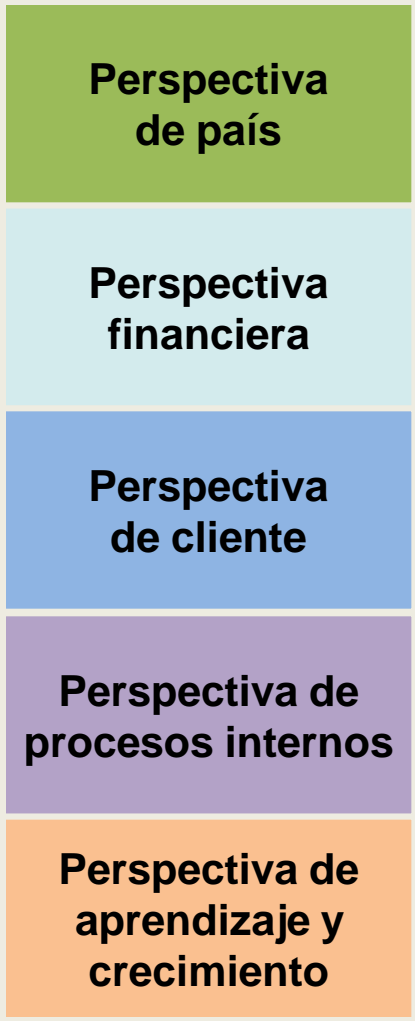 Perspectiva
de país
Perspectiva
financiera
Perspectiva
de cliente
Perspectiva de
procesos internos
Perspectiva de
aprendizaje y
crecimiento